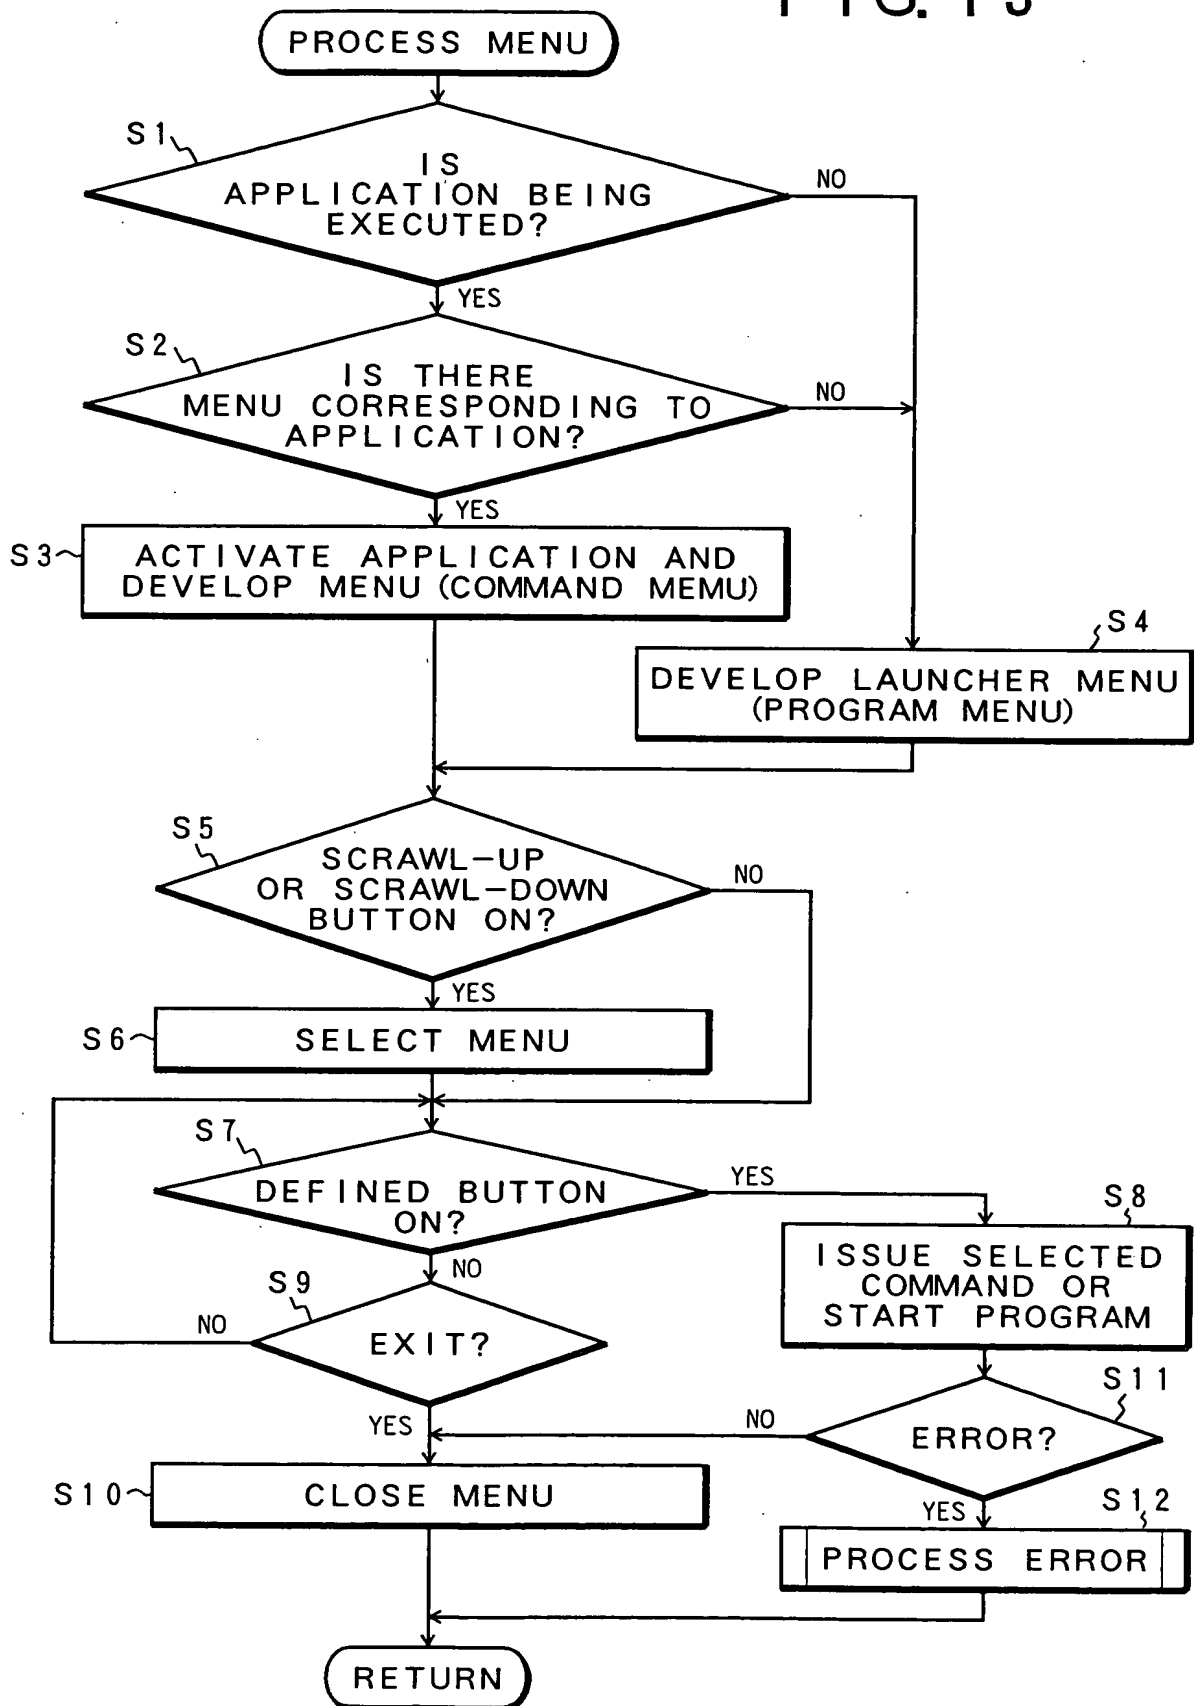 FIG. 13
PROCESS MENU
S1
IS
APPLICATION BEING
EXECUTED?
NO
YES
S2
IS THERE
MENU CORRESPONDING TO
APPLICATION?
NO
YES
S3
ACTIVATE APPLICATION AND
DEVELOP MENU (COMMAND MEMU)
S4
DEVELOP LAUNCHER MENU
(PROGRAM MENU)
S5
SCRAWL-UP
OR SCRAWL-DOWN
BUTTON ON?
NO
YES
S6
SELECT MENU
S7
DEFINED BUTTON
ON?
YES
NO
S8
ISSUE SELECTED
COMMAND OR
START PROGRAM
S9
EXIT?
NO
YES
S11
ERROR?
NO
YES
S10
CLOSE MENU
S12
PROCESS ERROR
RETURN